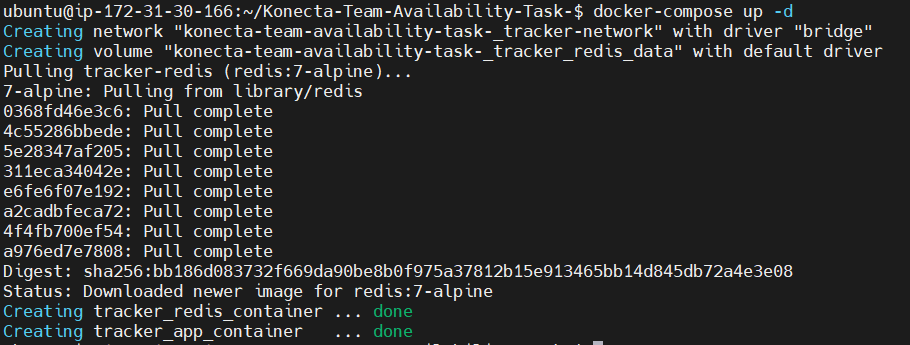 ubuntu@ip-172-31-30-166:~/Konecta-Team-Availability-Task-$ docker-compose up -d
Creating network "konecta-team-availability-task-_tracker-network" with driver "bridge"
Creating volume "konecta-team-availability-task-_tracker_redis_data" with default driver
Pulling tracker-redis (redis:7-alpine)...
7-alpine: Pulling from library/redis
0368fd46e3c6: Pull complete
4c55286bbede: Pull complete
5e28347af205: Pull complete
311eca34042e: Pull complete
e6fe6f07e192: Pull complete
a2cadbfeca72: Pull complete
4f4fb700ef54: Pull complete
a976ed7e7808: Pull complete
Digest: sha256:bb186d083732f669da90be8b0f975a37812b15e913465bb14d845db72a4e3e08
Status: Downloaded newer image for redis:7-alpine
Creating tracker_redis_container ... done
Creating tracker_app_container   ... done